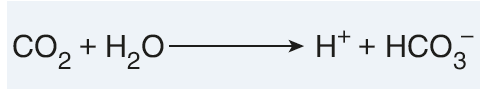 CO₂ + H₂O ⟶ H⁺ + HCO₃⁻